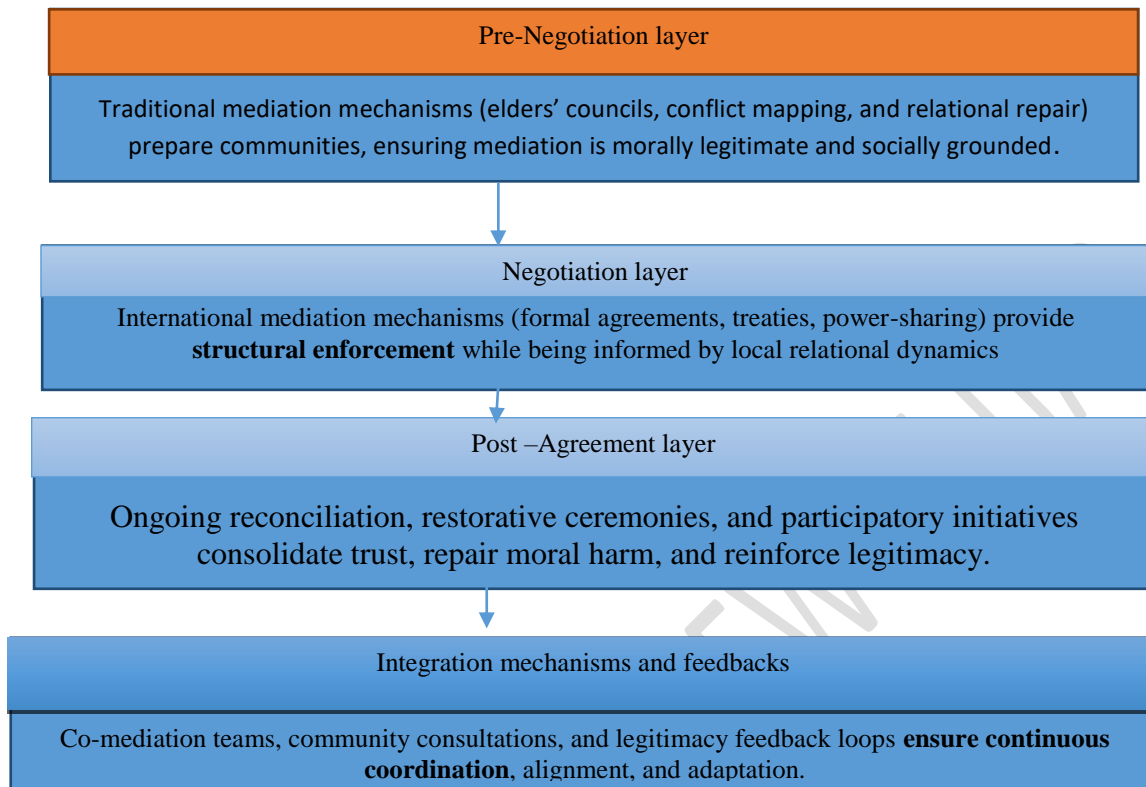 Pre-Negotiation layer
Traditional mediation mechanisms (elders’ councils, conflict mapping, and relational repair)
prepare communities, ensuring mediation is morally legitimate and socially grounded.
Negotiation layer
International mediation mechanisms (formal agreements, treaties, power-sharing) provide
structural enforcement while being informed by local relational dynamics
Post –Agreement layer
Ongoing reconciliation, restorative ceremonies, and participatory initiatives
consolidate trust, repair moral harm, and reinforce legitimacy.
Integration mechanisms and feedbacks
Co-mediation teams, community consultations, and legitimacy feedback loops ensure continuous
coordination, alignment, and adaptation.